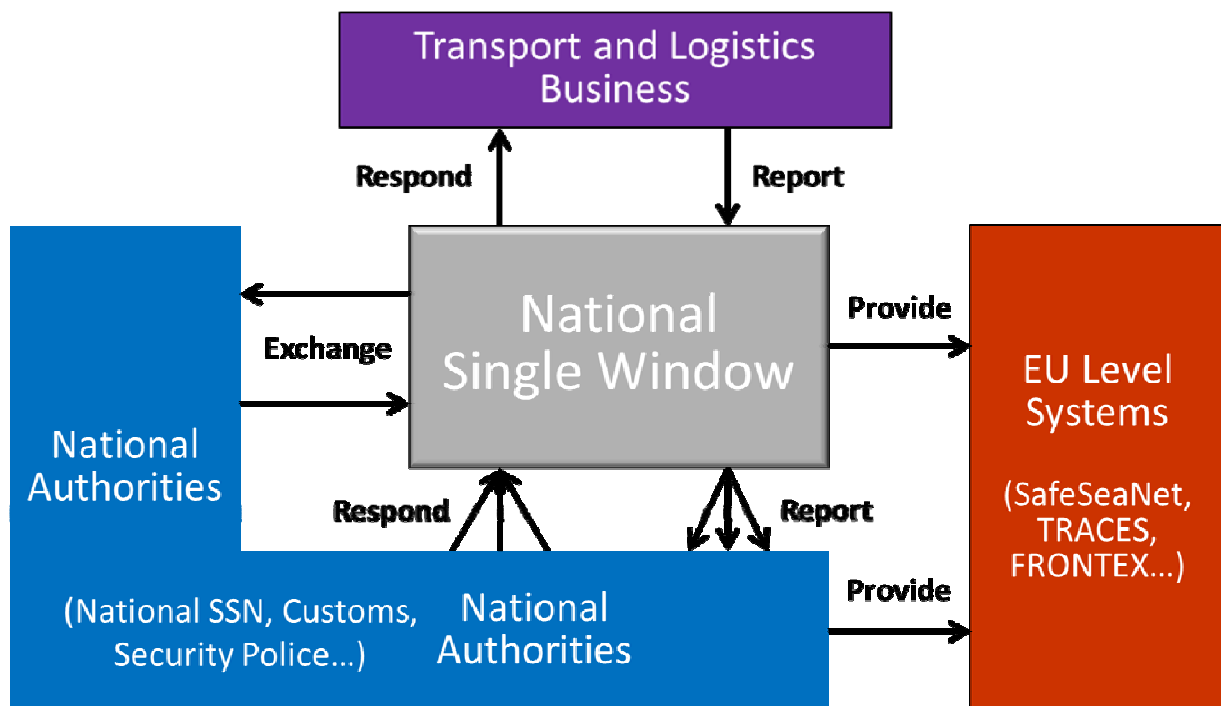 Transport and Logistics
Business
Respond
Report
National
Single Window
Exchange
Provide
EU Level
Systems
(SafeSeaNet,
TRACES,
FRONTEX...)
National
Authorities
Respond
Report
Provide
(National SSN, Customs,
Security Police...)
National
Authorities